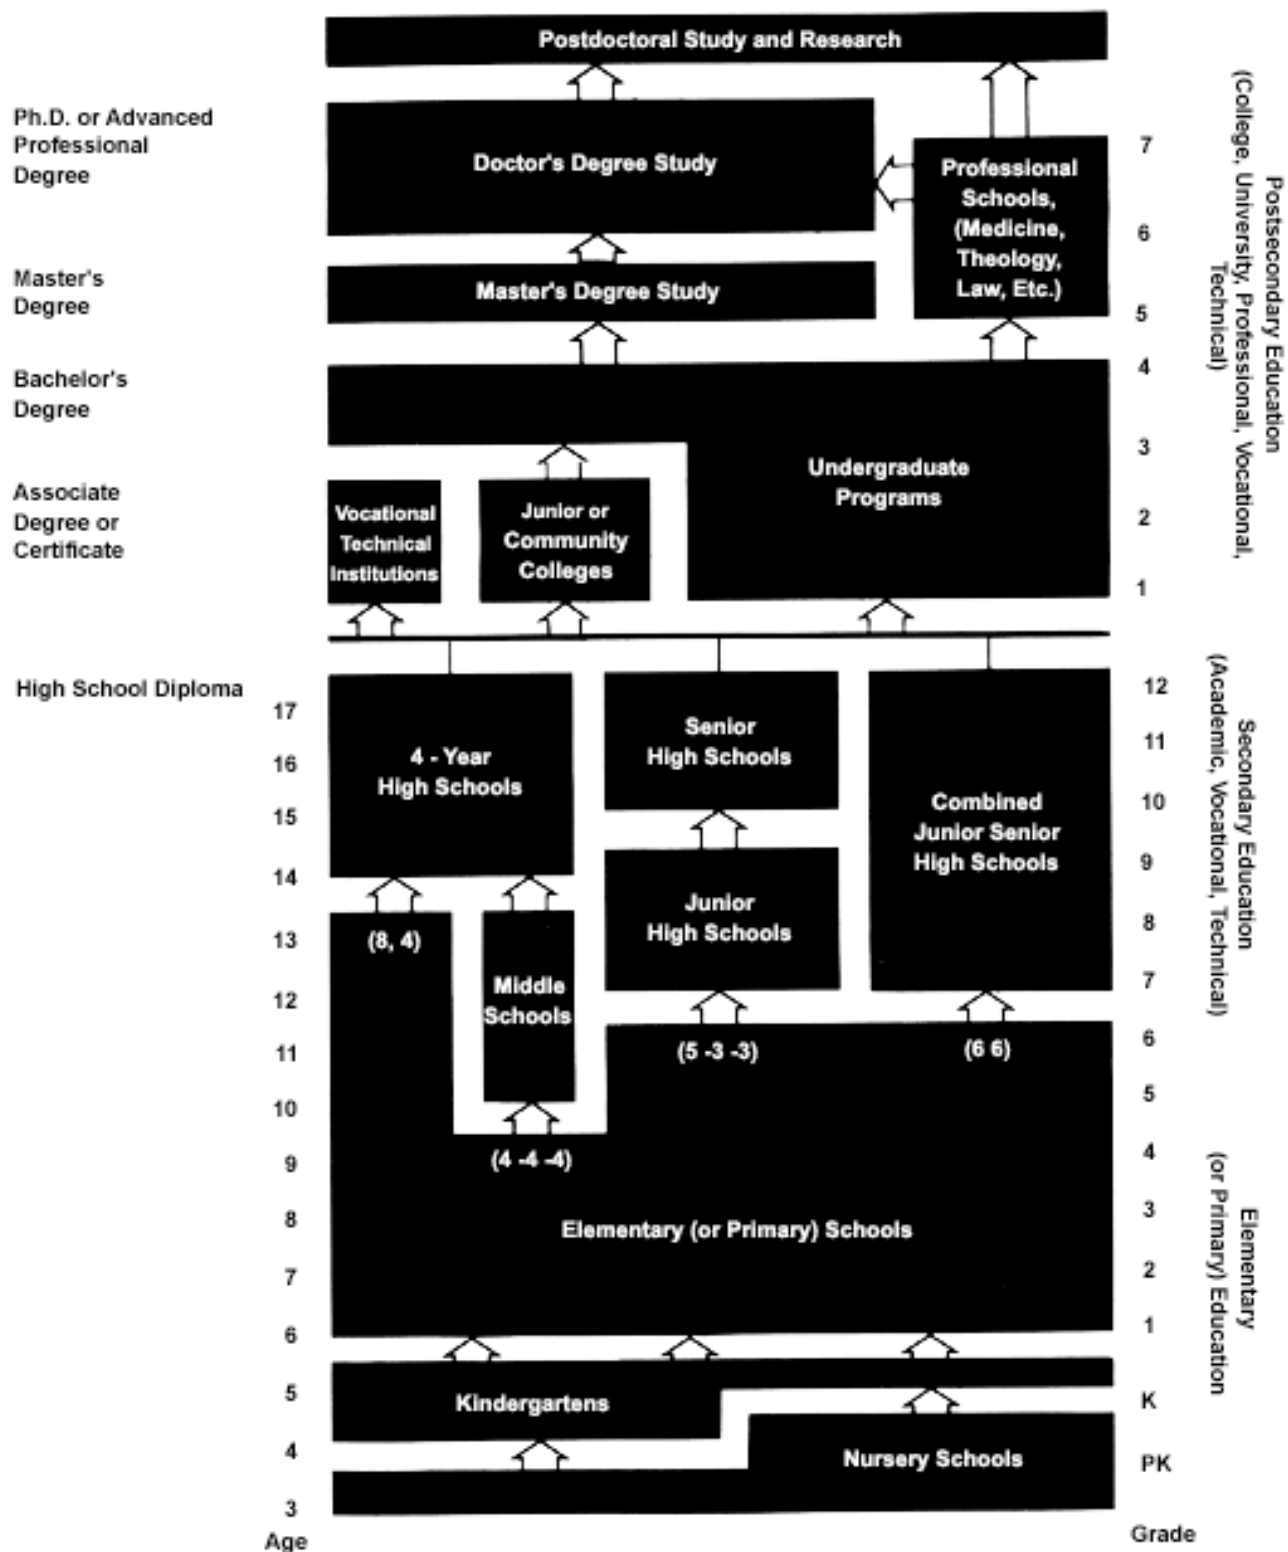 Postdoctoral Study and Research
Ph.D. or Advanced
Professional
Degree
Doctor's Degree Study
Professional
Schools,
(Medicine,
Theology,
Law, Etc.)
7
6
5
Master's
Degree
Master's Degree Study
Bachelor's
Degree
4
3
2
1
Undergraduate
Programs
Associate
Degree or
Certificate
Vocational
Technical
Institutions
Junior or
Community
Colleges
Postsecondary Education
(College, University, Professional, Vocational,
Technical)
High School Diploma
17
16
15
14
13
12
11
10
9
8
7
6
5
4
3
Age
4 - Year
High Schools
Senior
High Schools
Combined
Junior Senior
High Schools
Junior
High Schools
(8, 4)
Middle
Schools
(5 -3 -3)
(6 6)
(4 -4 -4)
Elementary (or Primary) Schools
Kindergartens
Nursery Schools
12
11
10
9
8
7
6
5
4
3
2
1
K
PK
Grade
Secondary Education
(Academic, Vocational, Technical)
Elementary
(or Primary) Education